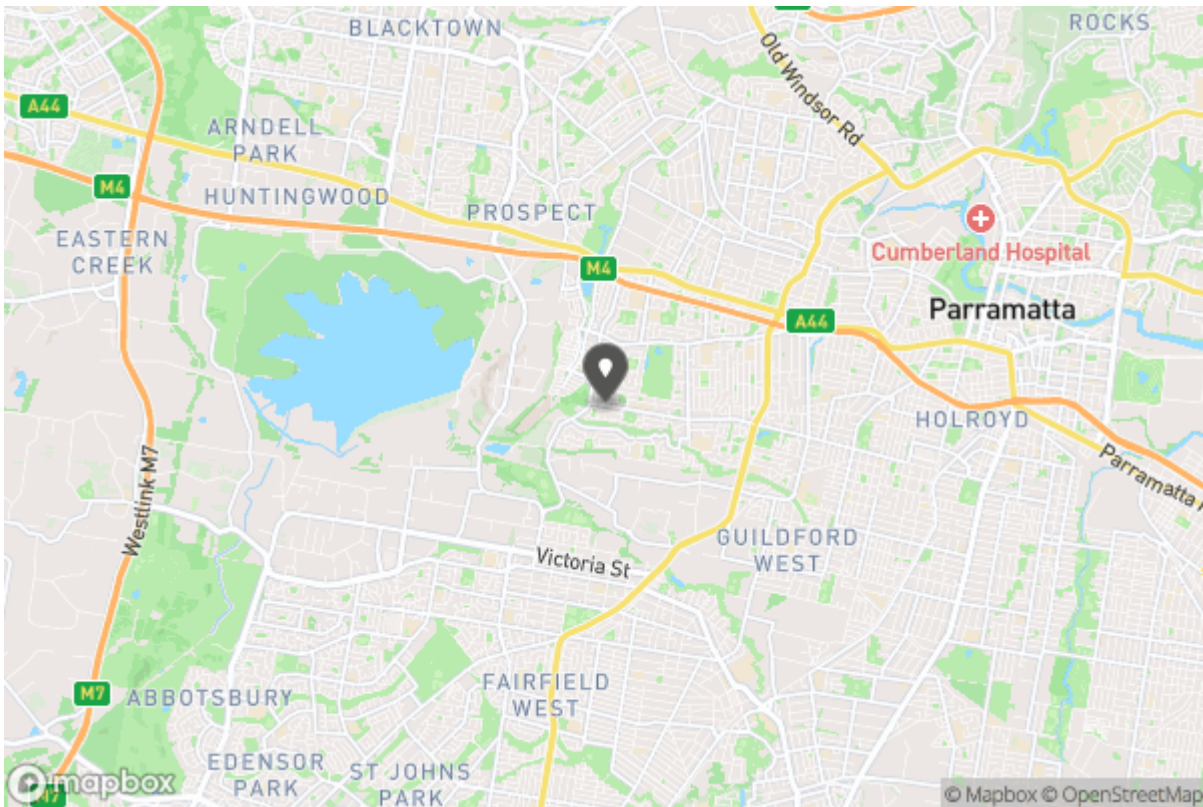 BLACKTOWN
ROCKS
A44
Old Windsor Rd
ARNDELL
PARK
M4
HUNTINGWOOD
PROSPECT
EASTERN
CREEK
M4
Cumberland Hospital
Parramatta
A44
HOLROYD
Parramatta R
Westlink M7
GUILDFORD
WEST
Victoria St
M7
ABBOTSBURY
FAIRFIELD
WEST
EDENSOR
PARK
ST JOHNS
PARK
M7
mapbox
© Mapbox © OpenStreetMap